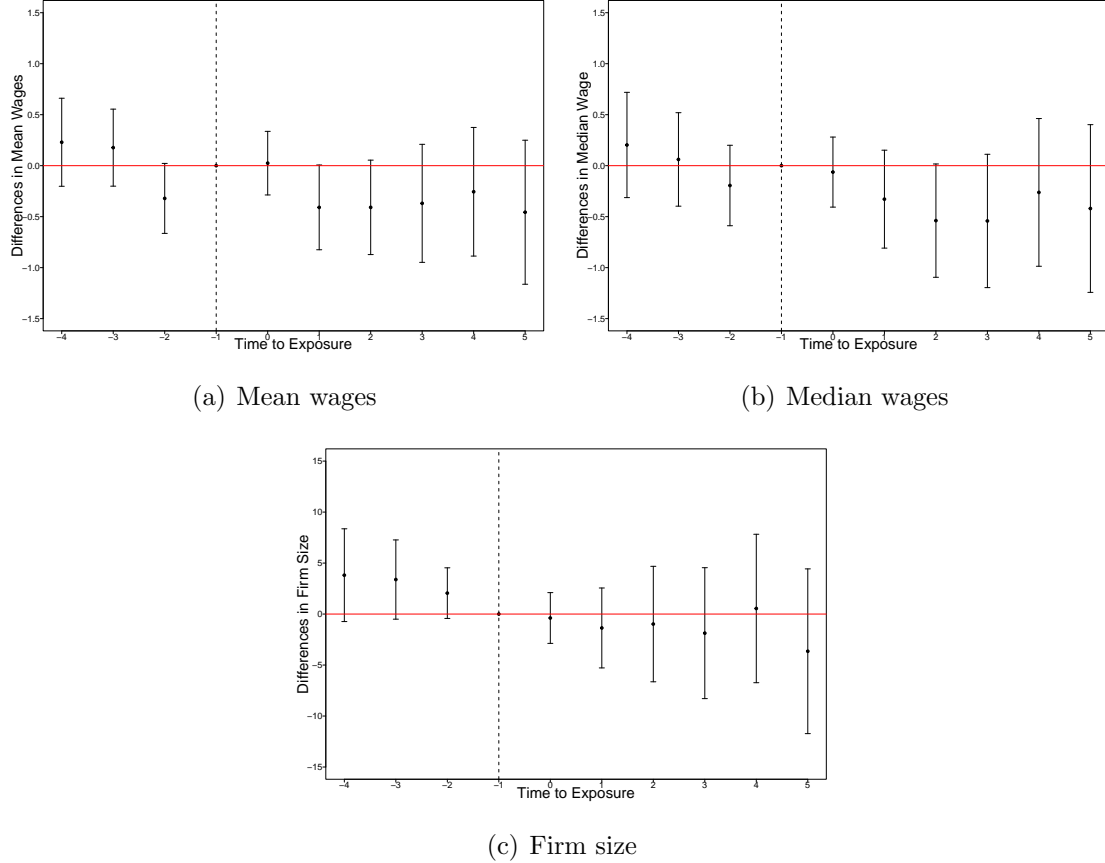 1.5
1.0
0.5
0.0
−0.5
−1.0
−1.5
Differences in Mean Wages
−4 −3 −2 −1 0 1 2 3 4 5
Time to Exposure
(a) Mean wages
1.5
1.0
0.5
0.0
−0.5
−1.0
−1.5
Differences in Median Wage
−4 −3 −2 −1 0 1 2 3 4 5
Time to Exposure
(b) Median wages
15
10
5
0
−5
−10
−15
Differences in Firm Size
−4 −3 −2 −1 0 1 2 3 4 5
Time to Exposure
(c) Firm size